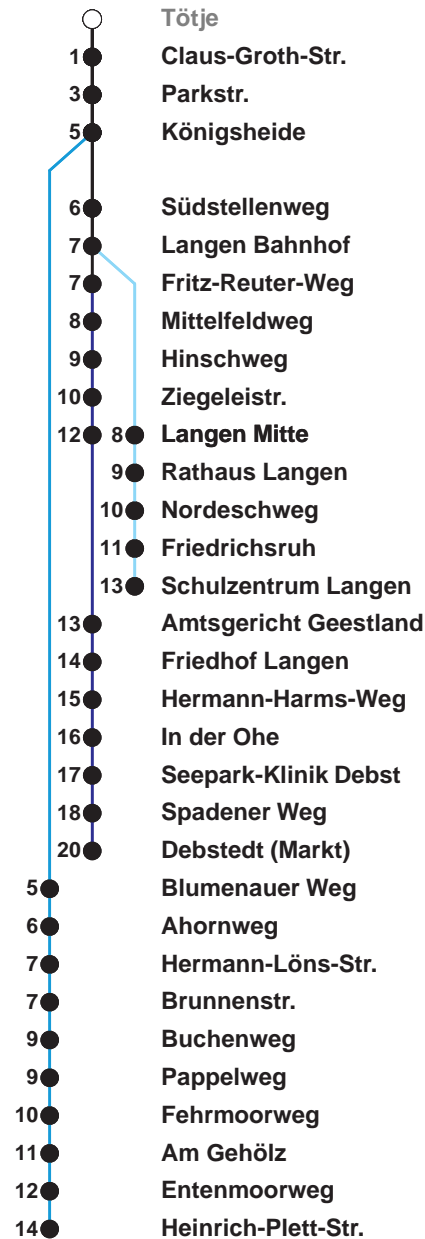 Tötje
1 Claus-Groth-Str.
3 Parkstr.
5 Königsheide
6 Südstellenweg
7 Langen Bahnhof
7 Fritz-Reuter-Weg
8 Mittelfeldweg
9 Hinschweg
10 Ziegeleistr.
12 8 Langen Mitte
9 Rathaus Langen
10 Nordeschweg
11 Friedrichsruh
13 Schulzentrum Langen
13 Amtsgericht Geestland
14 Friedhof Langen
15 Hermann-Harms-Weg
16 In der Ohe
17 Seepark-Klinik Debst
18 Spadener Weg
20 Debstedt (Markt)
5 Blumenauer Weg
6 Ahornweg
7 Hermann-Löns-Str.
7 Brunnenstr.
9 Buchenweg
9 Pappelweg
10 Fehrmoorweg
11 Am Gehölz
12 Entenmoorweg
14 Heinrich-Plett-Str.